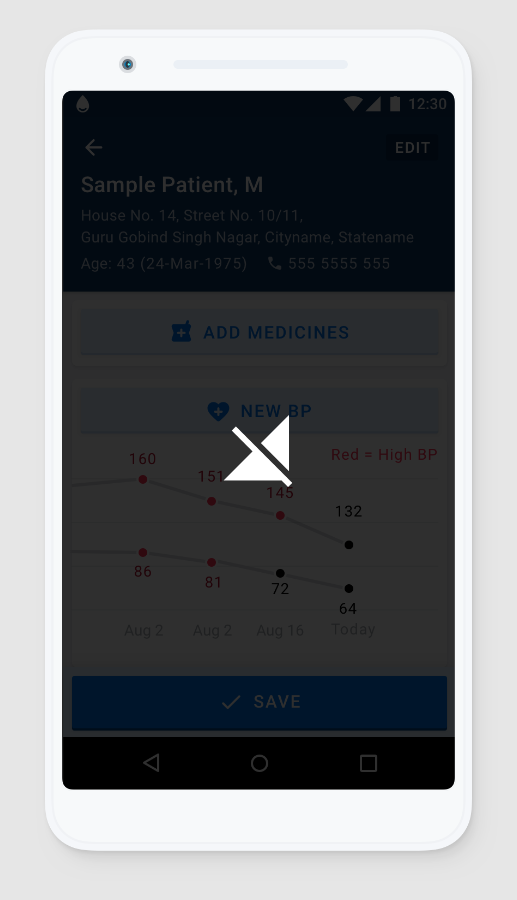 12:30
EDIT
Sample Patient, M
House No. 14, Street No. 10/11,
Guru Gobind Singh Nagar, Cityname, Statename
Age: 43 (24-Mar-1975) 555 5555 555
ADD MEDICINES
NEW BP
Red = High BP
160 151 145 132
86 81 72 64
Aug 2 Aug 2 Aug 16 Today
SAVE